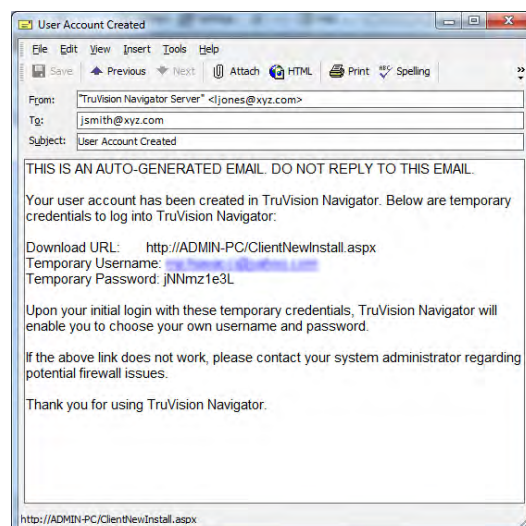 User Account Created
File Edit View Insert Tools Help
Save Previous Next Attach HTML Print ABC Spelling »
From: "TruVision Navigator Server" <ljones@xyz.com>
To: jsmith@xyz.com
Subject: User Account Created
THIS IS AN AUTO-GENERATED EMAIL. DO NOT REPLY TO THIS EMAIL.
Your user account has been created in TruVision Navigator. Below are temporary
credentials to log into TruVision Navigator:
Download URL: http://ADMIN-PC/ClientNewInstall.aspx
Temporary Username:
Temporary Password: jNNmz1e3L
Upon your initial login with these temporary credentials, TruVision Navigator will
enable you to choose your own username and password.
If the above link does not work, please contact your system administrator regarding
potential firewall issues.
Thank you for using TruVision Navigator.
http://ADMIN-PC/ClientNewInstall.aspx